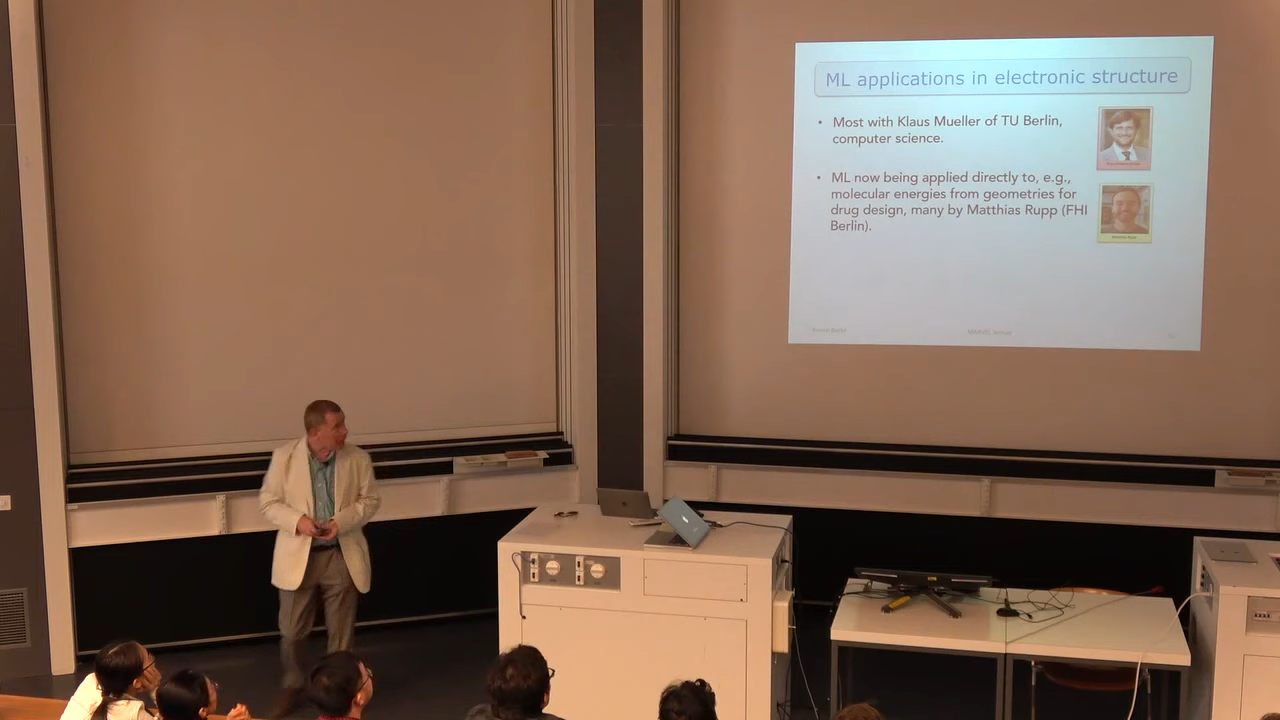 ML applications in electronic structure
• Most with Klaus Mueller of TU Berlin,
computer science.
• ML now being applied directly to, e.g.,
molecular energies from geometries for
drug design, many by Matthias Rupp (FHI
Berlin).
MARVEL